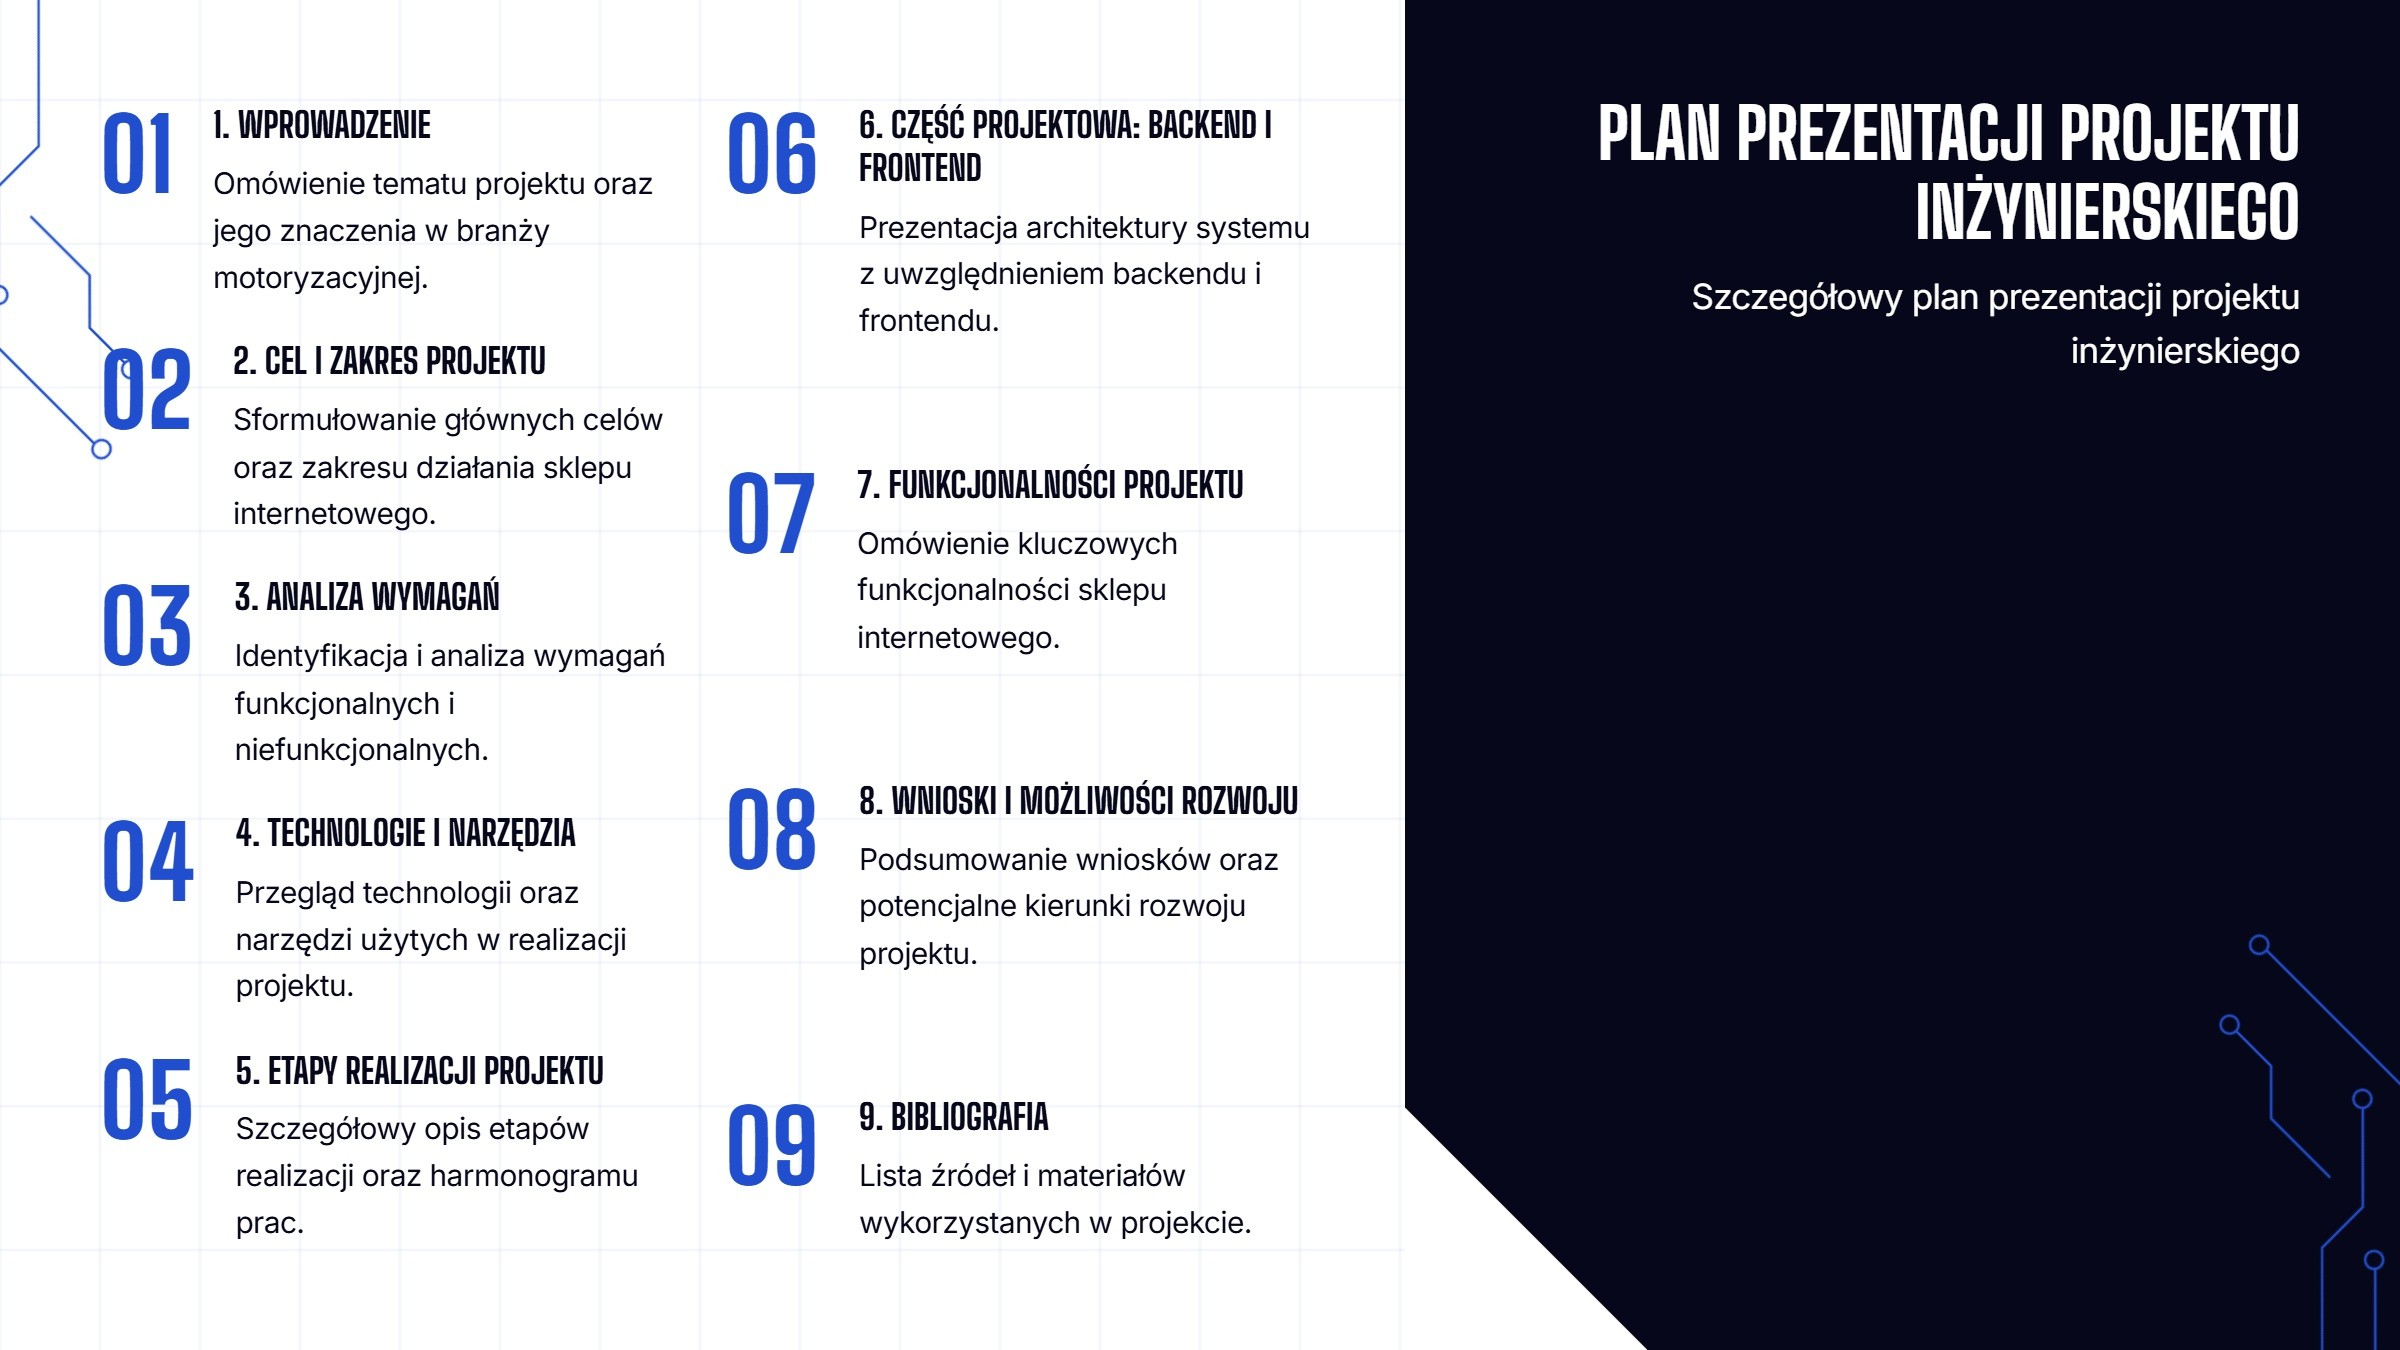 01
1. WPROWADZENIE
Omówienie tematu projektu oraz
jego znaczenia w branży
motoryzacyjnej.
02
2. CEL I ZAKRES PROJEKTU
Sformułowanie głównych celów
oraz zakresu działania sklepu
internetowego.
03
3. ANALIZA WYMAGAŃ
Identyfikacja i analiza wymagań
funkcjonalnych i
niefunkcjonalnych.
04
4. TECHNOLOGIE I NARZĘDZIA
Przegląd technologii oraz
narzędzi użytych w realizacji
projektu.
05
5. ETAPY REALIZACJI PROJEKTU
Szczegółowy opis etapów
realizacji oraz harmonogramu
prac.
06
6. CZĘŚĆ PROJEKTOWA: BACKEND I
FRONTEND
Prezentacja architektury systemu
z uwzględnieniem backendu i
frontendu.
07
7. FUNKCJONALNOŚCI PROJEKTU
Omówienie kluczowych
funkcjonalności sklepu
internetowego.
08
8. WNIOSKI I MOŻLIWOŚCI ROZWOJU
Podsumowanie wniosków oraz
potencjalne kierunki rozwoju
projektu.
09
9. BIBLIOGRAFIA
Lista źródeł i materiałów
wykorzystanych w projekcie.
PLAN PREZENTACJI PROJEKTU
INŻYNIERSKIEGO
Szczegółowy plan prezentacji projektu
inżynierskiego